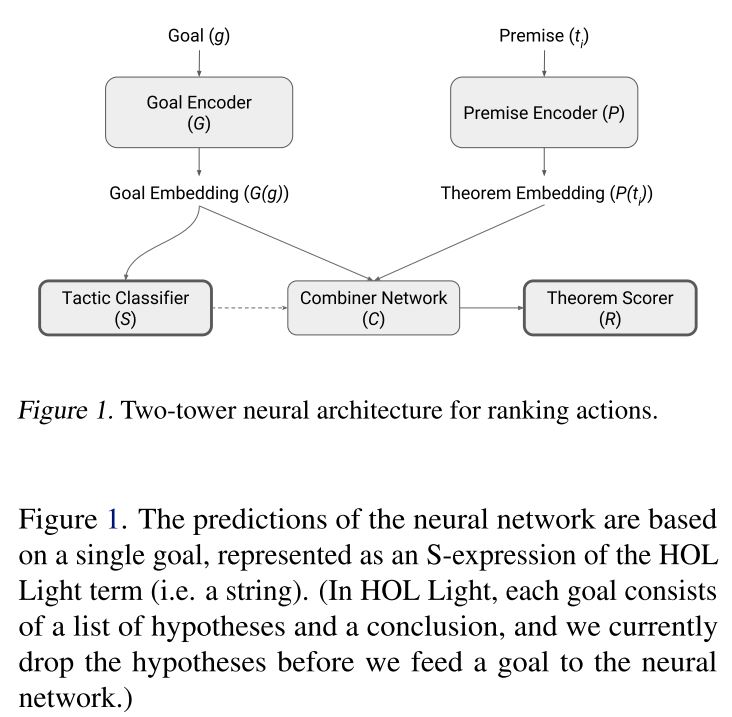 Goal (g)
Premise (t_i)
Goal Encoder
(G)
Premise Encoder (P)
Goal Embedding (G(g))
Theorem Embedding (P(t_i))
Tactic Classifier
(S)
Combiner Network
(C)
Theorem Scorer
(R)
Figure 1. Two-tower neural architecture for ranking actions.
Figure 1. The predictions of the neural network are based
on a single goal, represented as an S-expression of the HOL
Light term (i.e. a string). (In HOL Light, each goal consists
of a list of hypotheses and a conclusion, and we currently
drop the hypotheses before we feed a goal to the neural
network.)